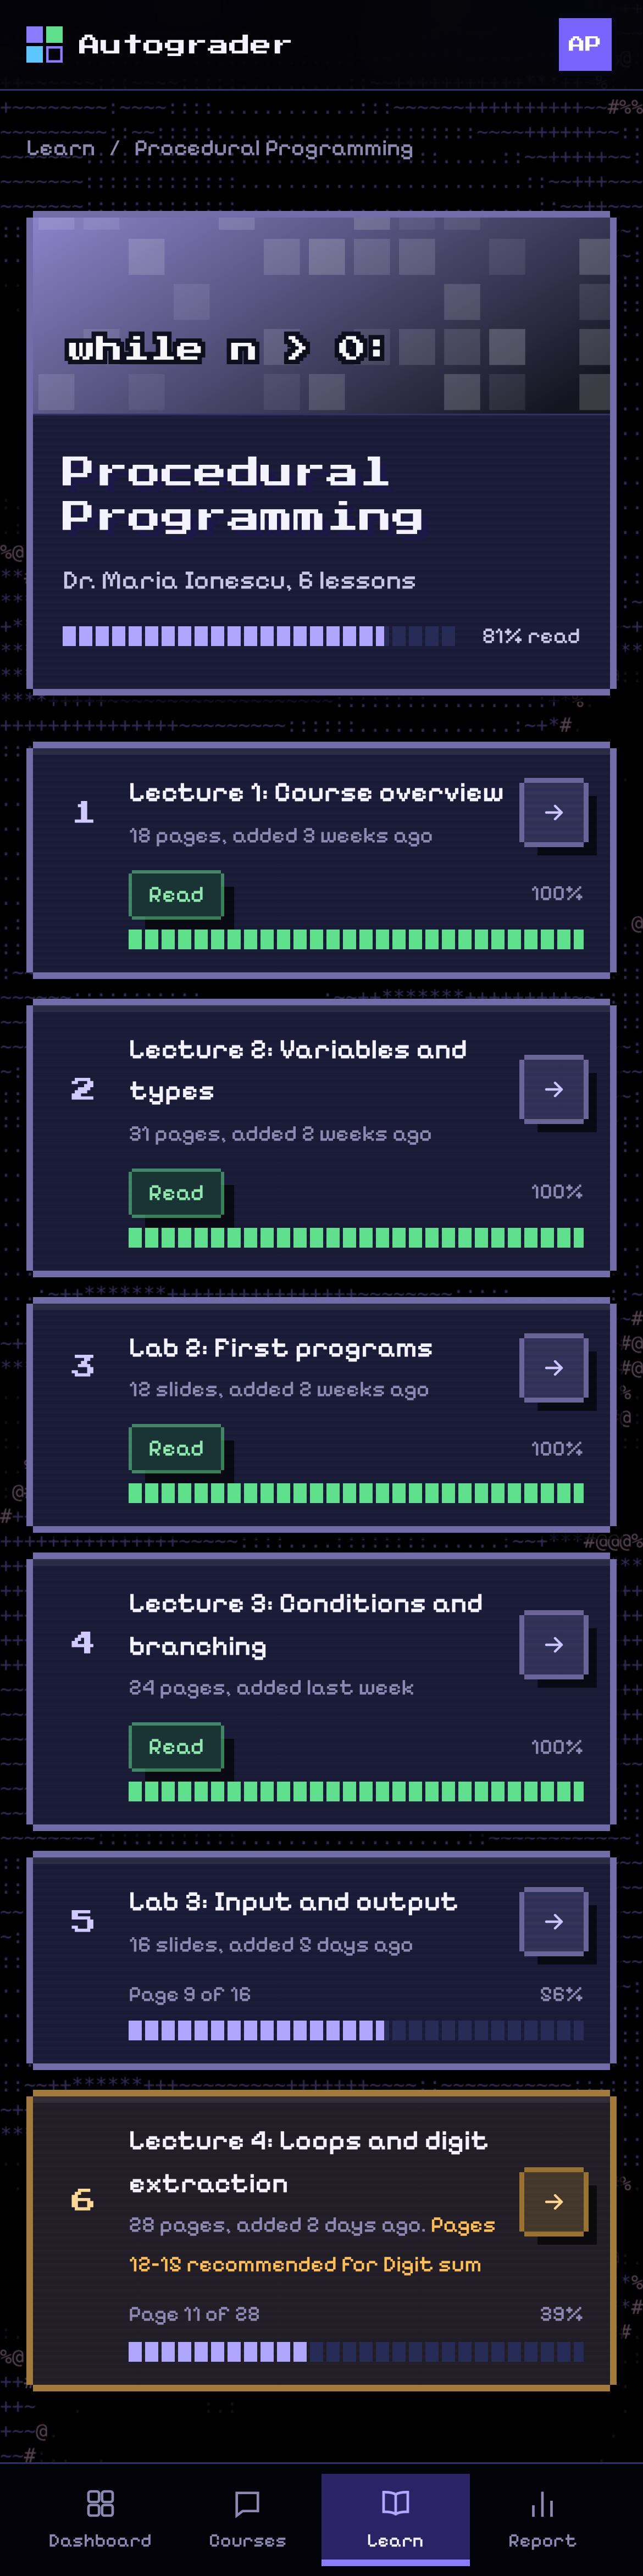 Autograder
AP
Learn / Procedural Programming
while n > 0:
Procedural
Programming
Dr. Maria Ionescu, 6 lessons
81% read
1
Lecture 1: Course overview
18 pages, added 3 weeks ago
→
Read
100%
2
Lecture 2: Variables and
types
31 pages, added 2 weeks ago
→
Read
100%
3
Lab 2: First programs
12 slides, added 2 weeks ago
→
Read
100%
4
Lecture 3: Conditions and
branching
24 pages, added last week
→
Read
100%
5
Lab 3: Input and output
16 slides, added 5 days ago
→
Page 9 of 16
56%
6
Lecture 4: Loops and digit
extraction
28 pages, added 2 days ago. Pages
12-15 recommended for Digit sum
→
Page 11 of 28
39%
Dashboard
Courses
Learn
Report